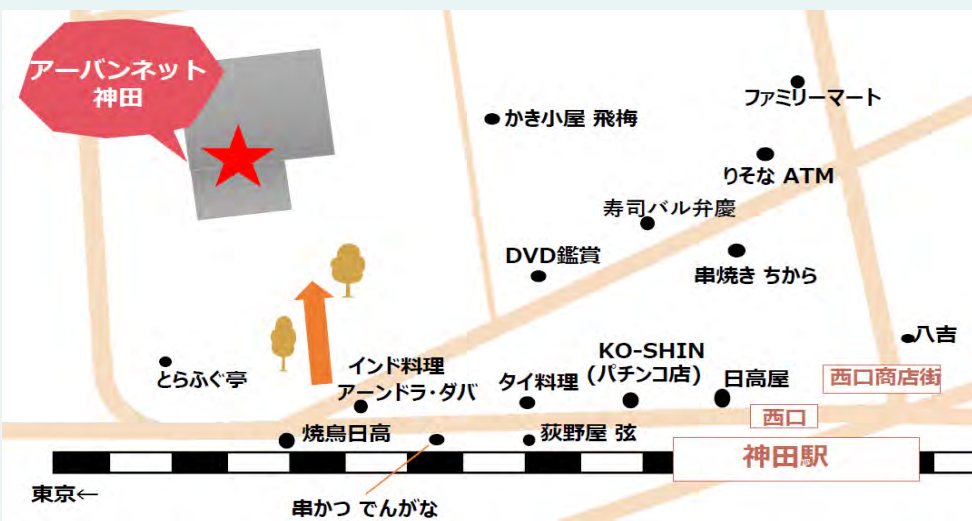 アーバンネット
神田
ファミリーマート
かき小屋 飛梅
りそな ATM
寿司バル弁慶
DVD鑑賞
串焼き ちから
八吉
KO-SHIN
(パチンコ店)
インド料理
アーンドラ・ダバ
とらふぐ亭
タイ料理
日高屋
西口商店街
西口
焼鳥日高
荻野屋 弦
神田駅
東京←
串かつ でんがな